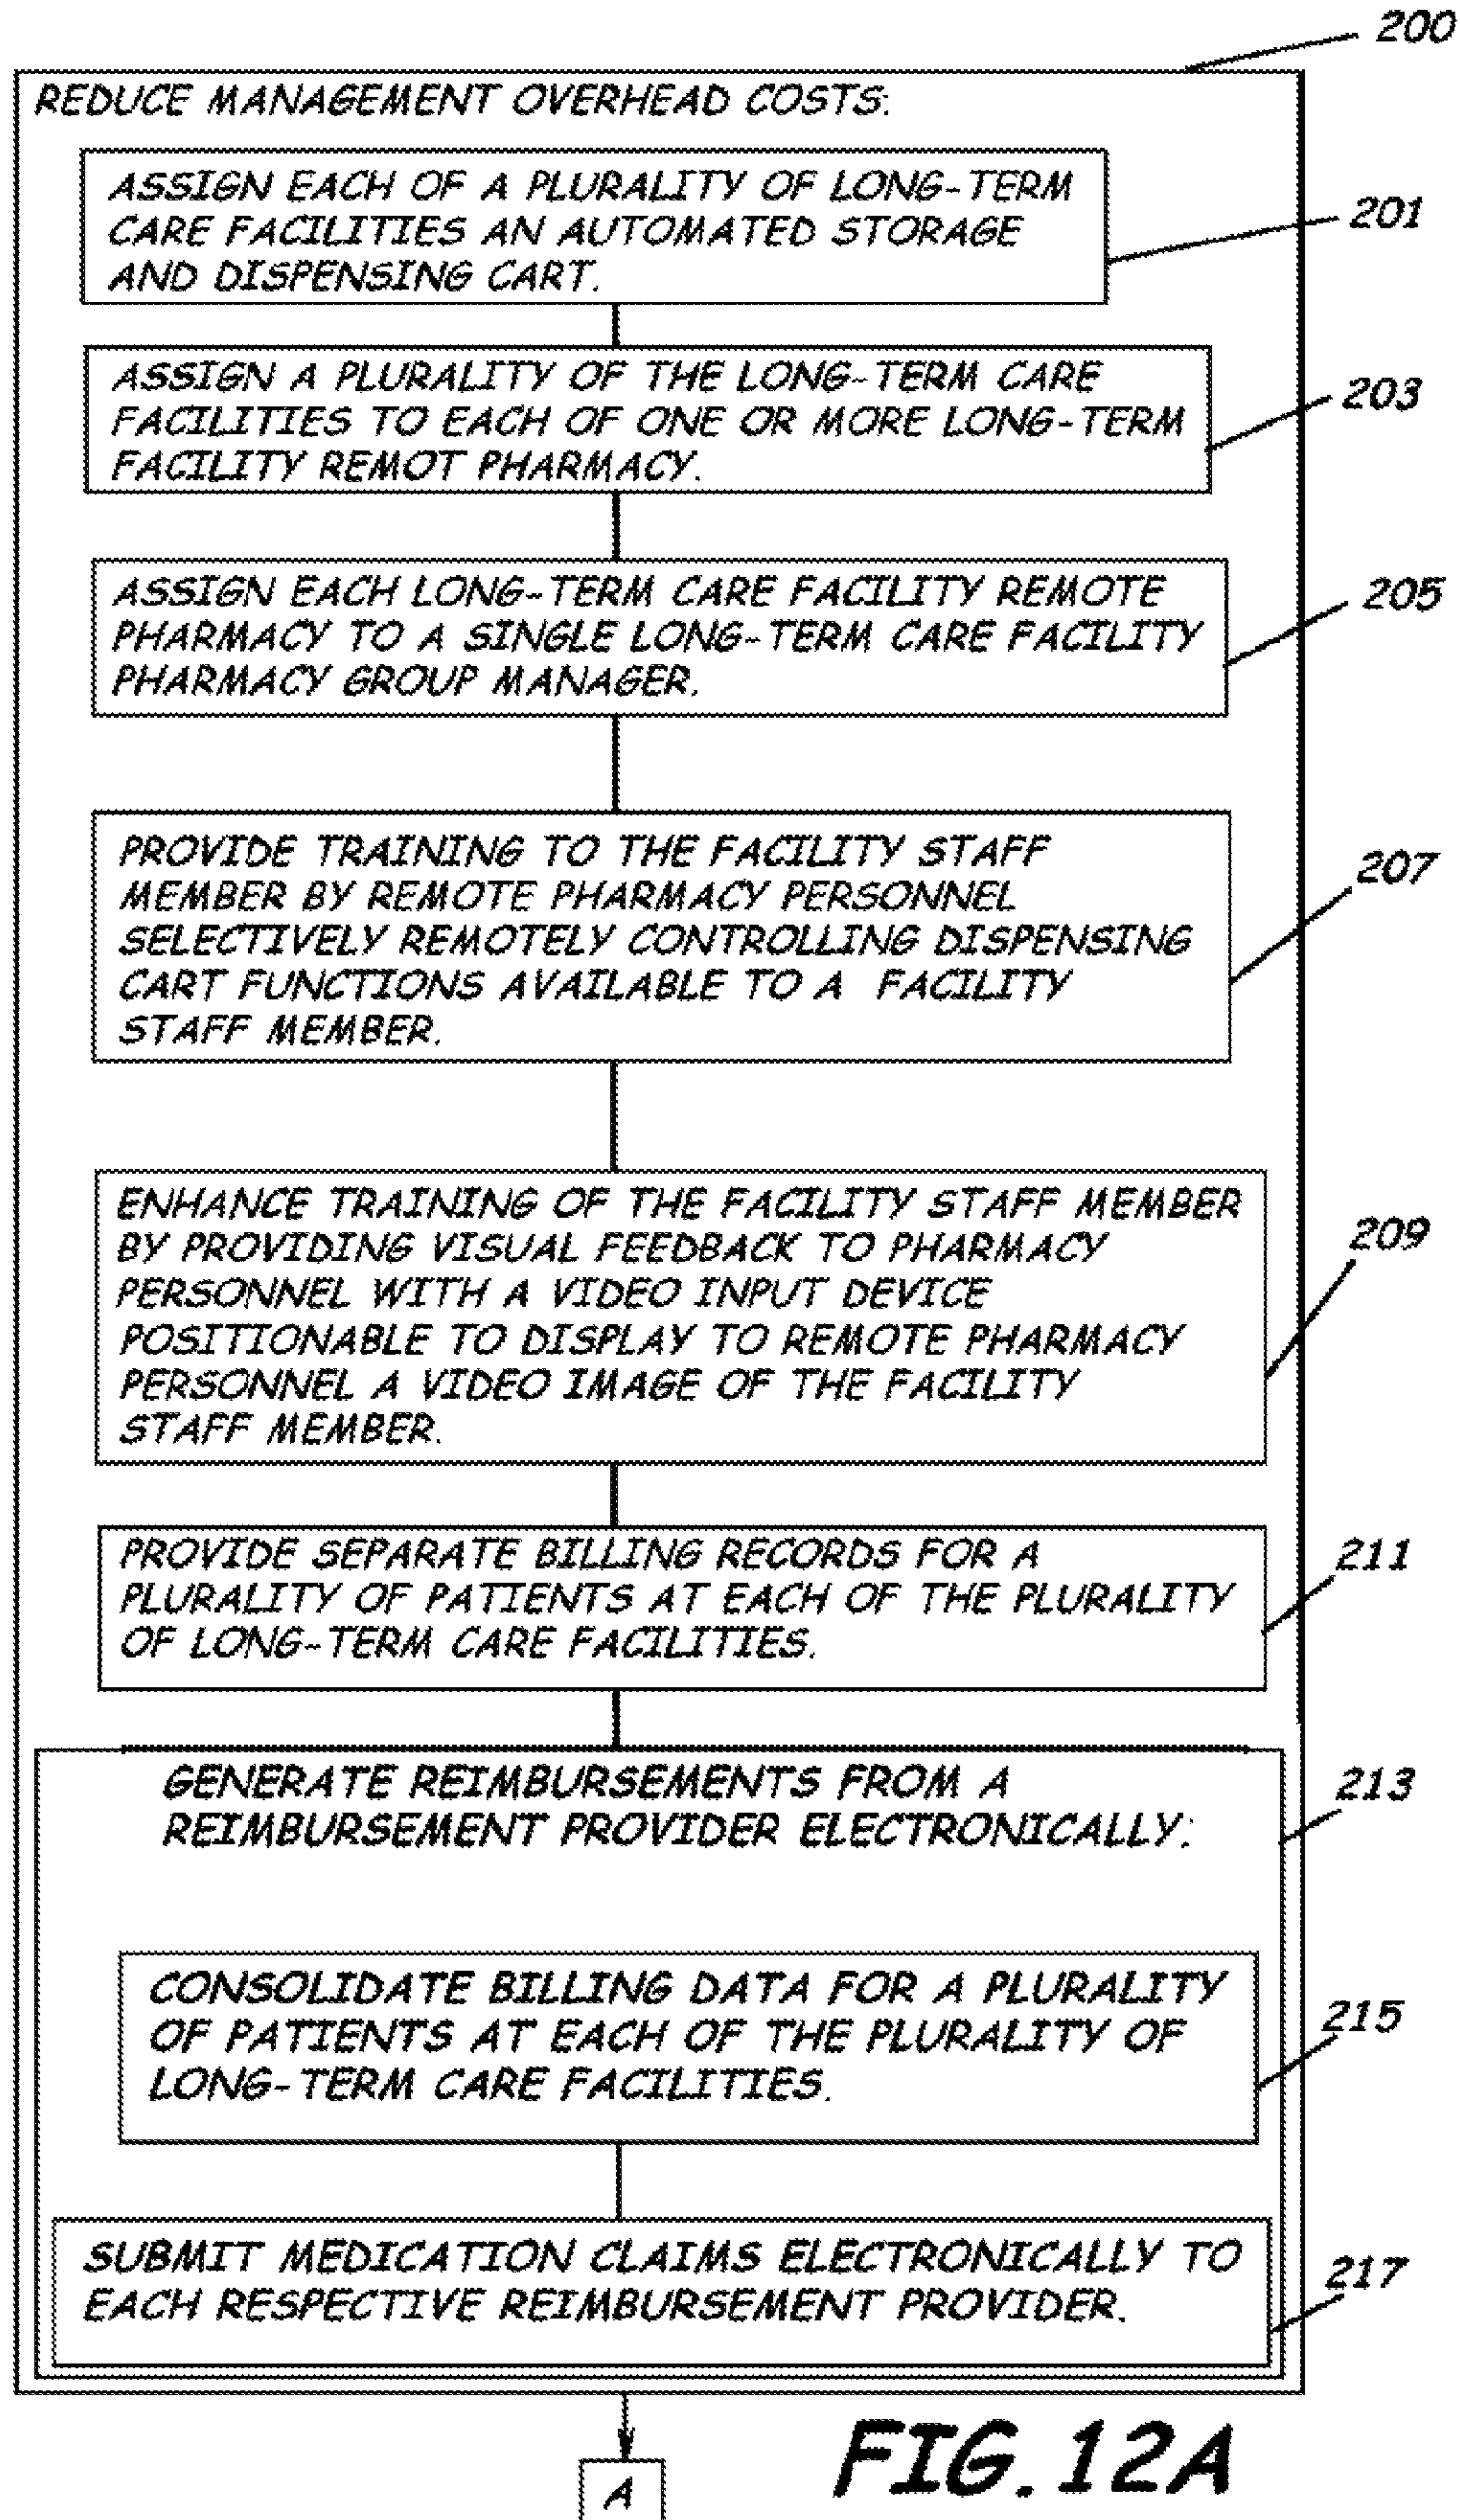 200
REDUCE MANAGEMENT OVERHEAD COSTS:
ASSIGN EACH OF A PLURALITY OF LONG-TERM
CARE FACILITIES AN AUTOMATED STORAGE
AND DISPENSING CART.
201
ASSIGN A PLURALITY OF THE LONG-TERM CARE
FACILITIES TO EACH OF ONE OR MORE LONG-TERM
FACILITY REMOT PHARMACY.
203
ASSIGN EACH LONG-TERM CARE FACILITY REMOTE
PHARMACY TO A SINGLE LONG-TERM CARE FACILITY
PHARMACY GROUP MANAGER.
205
PROVIDE TRAINING TO THE FACILITY STAFF
MEMBER BY REMOTE PHARMACY PERSONNEL
SELECTIVELY REMOTELY CONTROLLING DISPENSING
CART FUNCTIONS AVAILABLE TO A FACILITY
STAFF MEMBER.
207
ENHANCE TRAINING OF THE FACILITY STAFF MEMBER
BY PROVIDING VISUAL FEEDBACK TO PHARMACY
PERSONNEL WITH A VIDEO INPUT DEVICE
POSITIONABLE TO DISPLAY TO REMOTE PHARMACY
PERSONNEL A VIDEO IMAGE OF THE FACILITY
STAFF MEMBER.
209
PROVIDE SEPARATE BILLING RECORDS FOR A
PLURALITY OF PATIENTS AT EACH OF THE PLURALITY
OF LONG-TERM CARE FACILITIES.
211
GENERATE REIMBURSEMENTS FROM A
REIMBURSEMENT PROVIDER ELECTRONICALLY:
213
CONSOLIDATE BILLING DATA FOR A PLURALITY
OF PATIENTS AT EACH OF THE PLURALITY OF
LONG-TERM CARE FACILITIES.
215
SUBMIT MEDICATION CLAIMS ELECTRONICALLY TO
EACH RESPECTIVE REIMBURSEMENT PROVIDER.
217
A
FIG. 12A